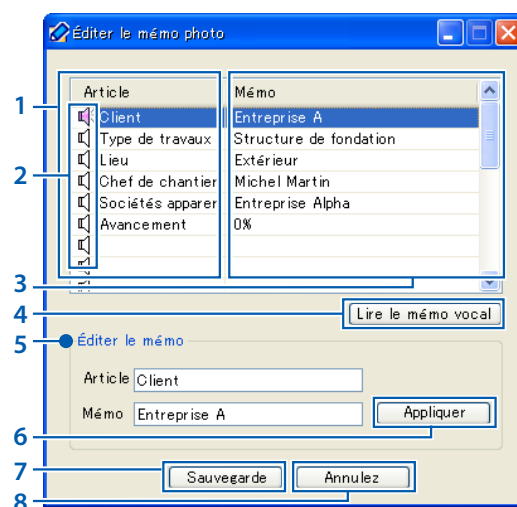 Éditer le mémo photo
Article Mémo
1
Client Entreprise A
Type de travaux Structure de fondation
Lieu Extérieur
2
Chef de chantier Michel Martin
Sociétés apparer Entreprise Alpha
Avancement 0%
3
4 Lire le mémo vocal
5 Éditer le mémo
Article Client
Mémo Entreprise A Appliquer
6
7 Sauvegarde Annulez
8